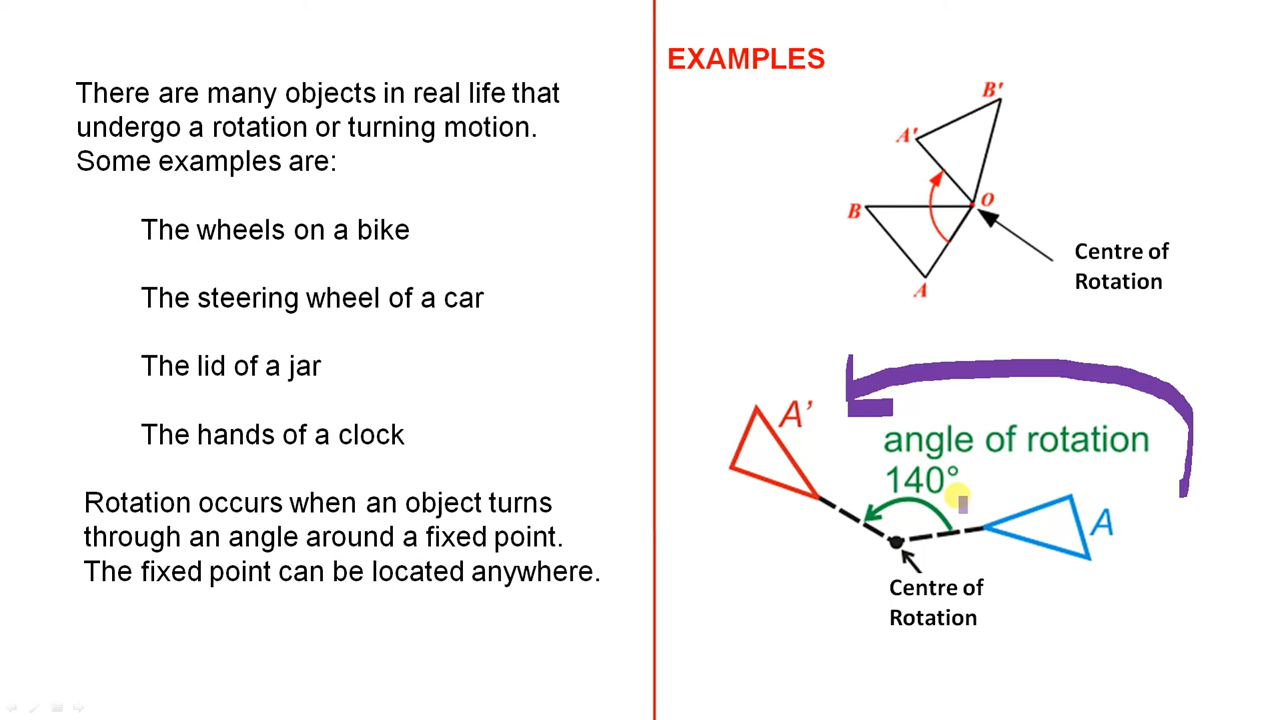 There are many objects in real life that
undergo a rotation or turning motion.
Some examples are:
The wheels on a bike
The steering wheel of a car
The lid of a jar
The hands of a clock
Rotation occurs when an object turns
through an angle around a fixed point.
The fixed point can be located anywhere.
EXAMPLES
B'
A'
B
O
A
Centre of
Rotation
A’
angle of rotation
140°
A
Centre of
Rotation